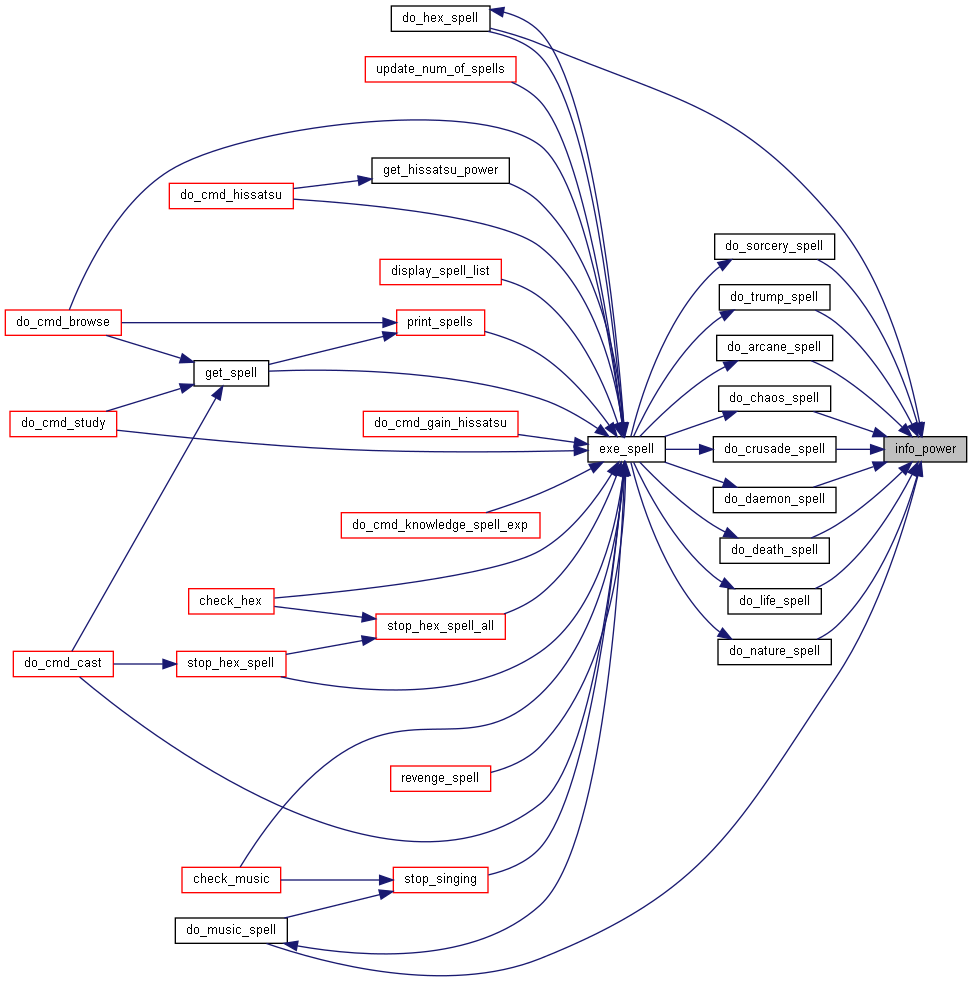 do_hex_spell
update_num_of_spells
get_hissatsu_power
do_cmd_hissatsu
do_sorcery_spell
display_spell_list
do_trump_spell
do_cmd_browse
print_spells
do_arcane_spell
get_spell
do_chaos_spell
do_cmd_study
do_cmd_gain_hissatsu
exe_spell
do_crusade_spell
info_power
do_daemon_spell
do_cmd_knowledge_spell_exp
do_death_spell
check_hex
do_life_spell
stop_hex_spell_all
do_nature_spell
do_cmd_cast
stop_hex_spell
revenge_spell
check_music
stop_singing
do_music_spell